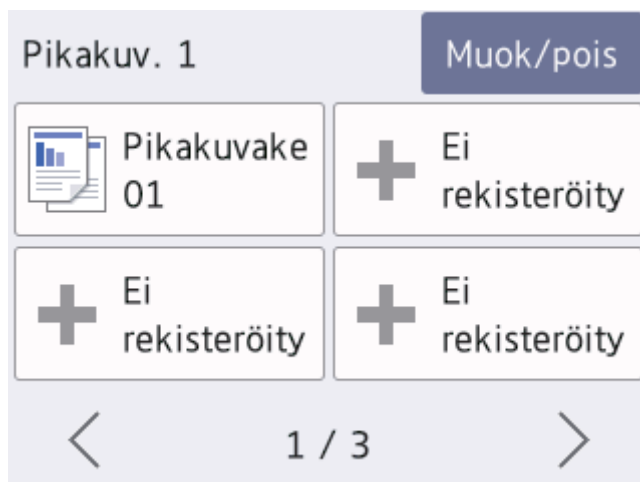 Pikakuv. 1
Muok/pois
Pikakuvake
01
Ei
rekisteröity
Ei
rekisteröity
Ei
rekisteröity
1 / 3